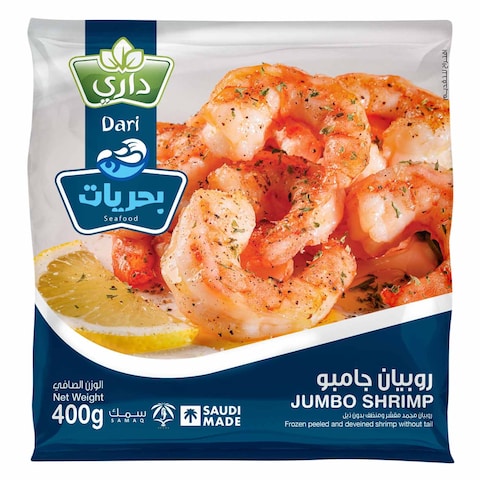 داري
Dari
بحريات
Seafood
روبيان جامبو
JUMBO SHRIMP
روبيان مجمد مقشر ومنظف بدون ذيل
Frozen peeled and deveined shrimp without tail
الوزن الصافي
Net Weight
400g
سمك
SAMAQ
SAUDI
MADE